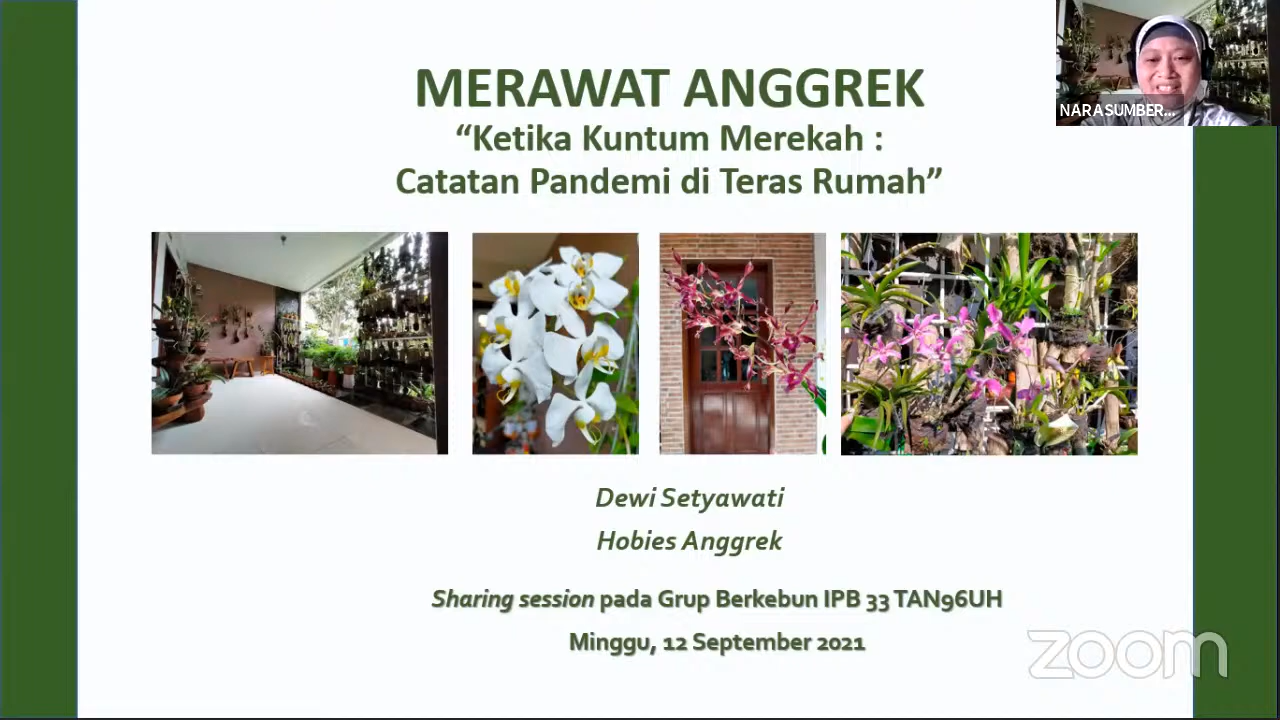 NARASUMBER...
MERAWAT ANGGREK
“Ketika Kuntum Merekah :
Catatan Pandemi di Teras Rumah”
Dewi Setyawati
Hobies Anggrek
Sharing session pada Grup Berkebun IPB 33 TAN96UH
Minggu, 12 September 2021
zoom